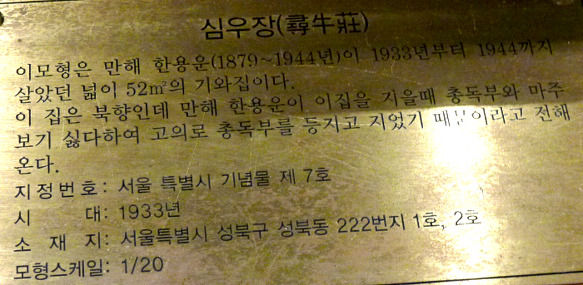 심우장(尋牛莊)
이모형은 만해 한용운(1879~1944년)이 1933년부터 1944까지
살았던 넓이 52㎡의 기와집이다.
이 집은 북향인데 만해 한용운이 이집을 지을때 총독부와 마주
보기 싫다하여 고의로 총독부를 등지고 지었기 때문이라고 전해
온다.
지정번호: 서울 특별시 기념물 제 7호
시 대: 1933년
소 재 지: 서울특별시 성북구 성북동 222번지 1호, 2호
모형스케일: 1/20